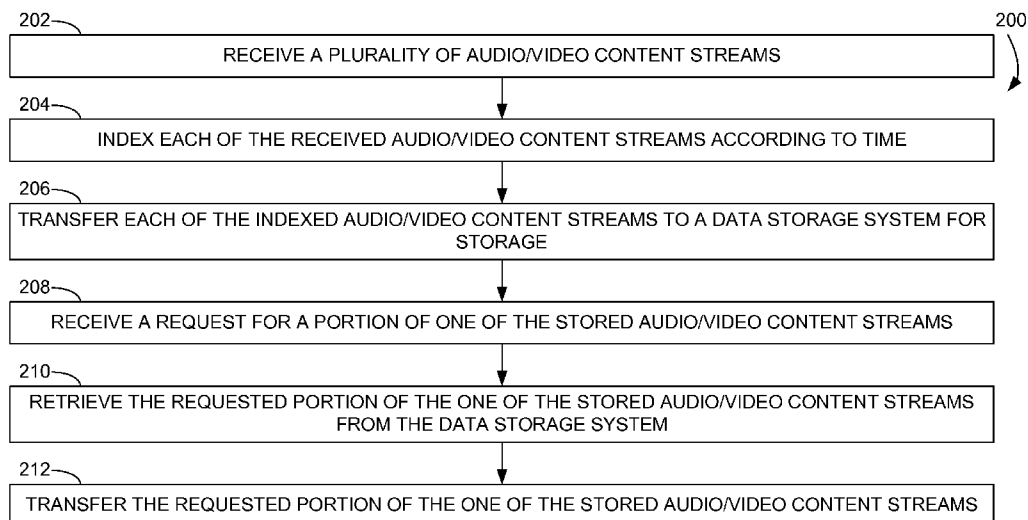 202
200
RECEIVE A PLURALITY OF AUDIO/VIDEO CONTENT STREAMS
204
INDEX EACH OF THE RECEIVED AUDIO/VIDEO CONTENT STREAMS ACCORDING TO TIME
206
TRANSFER EACH OF THE INDEXED AUDIO/VIDEO CONTENT STREAMS TO A DATA STORAGE SYSTEM FOR
STORAGE
208
RECEIVE A REQUEST FOR A PORTION OF ONE OF THE STORED AUDIO/VIDEO CONTENT STREAMS
210
RETRIEVE THE REQUESTED PORTION OF THE ONE OF THE STORED AUDIO/VIDEO CONTENT STREAMS
FROM THE DATA STORAGE SYSTEM
212
TRANSFER THE REQUESTED PORTION OF THE ONE OF THE STORED AUDIO/VIDEO CONTENT STREAMS